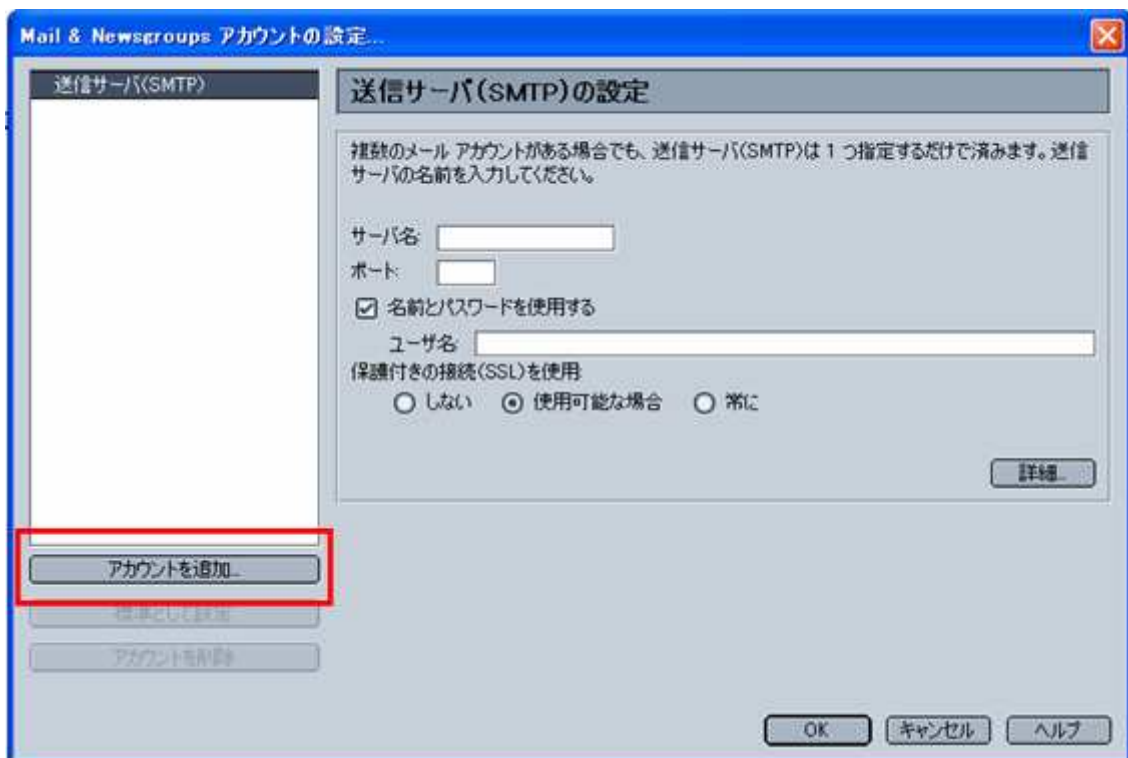 Mail & Newsgroups アカウントの設定...
送信サーバ(SMTP)
送信サーバ(SMTP)の設定
複数のメール アカウントがある場合でも、送信サーバ(SMTP)は 1 つ指定するだけで済みます。送信
サーバの名前を入力してください。
サーバ名:
ポート:
名前とパスワードを使用する
ユーザ名:
保護付きの接続(SSL)を使用:
しない 使用可能な場合 常に
詳細...
アカウントを追加...
標準として設定
アカウントを削除
OK キャンセル ヘルプ